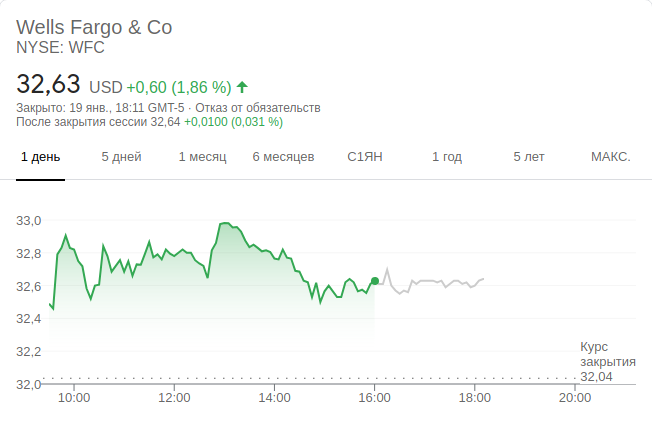 Wells Fargo & Co
NYSE: WFC
32,63 USD +0,60 (1,86 %)
Закрыто: 19 янв., 18:11 GMT-5 · Отказ от обязательств
После закрытия сессии 32,64 +0,0100 (0,031 %)
1 день 5 дней 1 месяц 6 месяцев С1ЯН 1 год 5 лет МАКС.
33,0
32,8
32,6
32,4
32,2
Курс
закрытия
32,04
32,0
10:00 12:00 14:00 16:00 18:00 20:00